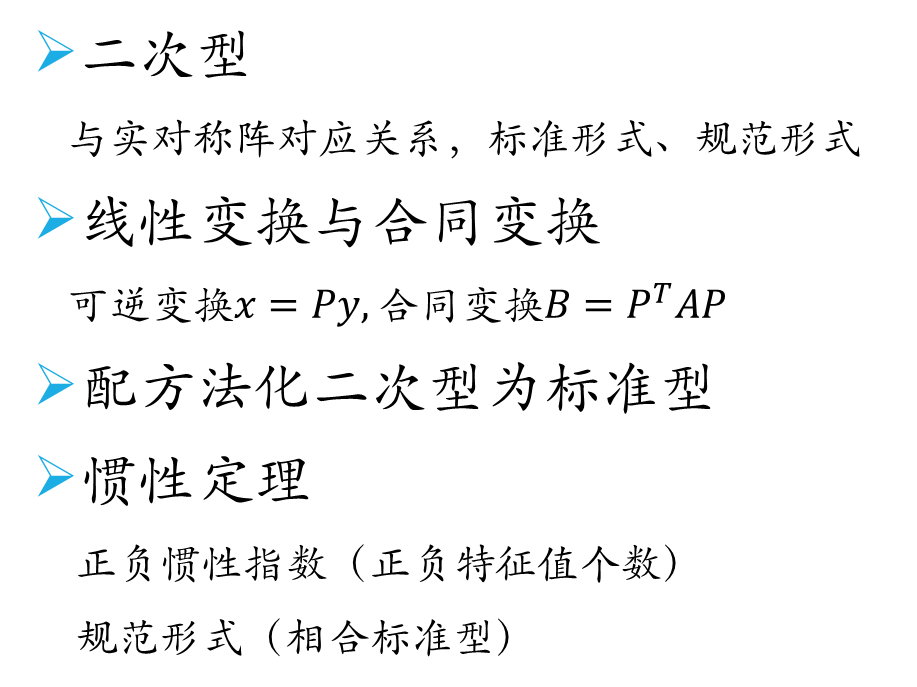 ➢二次型
与实对称阵对应关系，标准形式、规范形式
➢线性变换与合同变换
可逆变换x = Py, 合同变换B = PᵀAP
➢配方法化二次型为标准型
➢惯性定理
正负惯性指数（正负特征值个数）
规范形式（相合标准型）